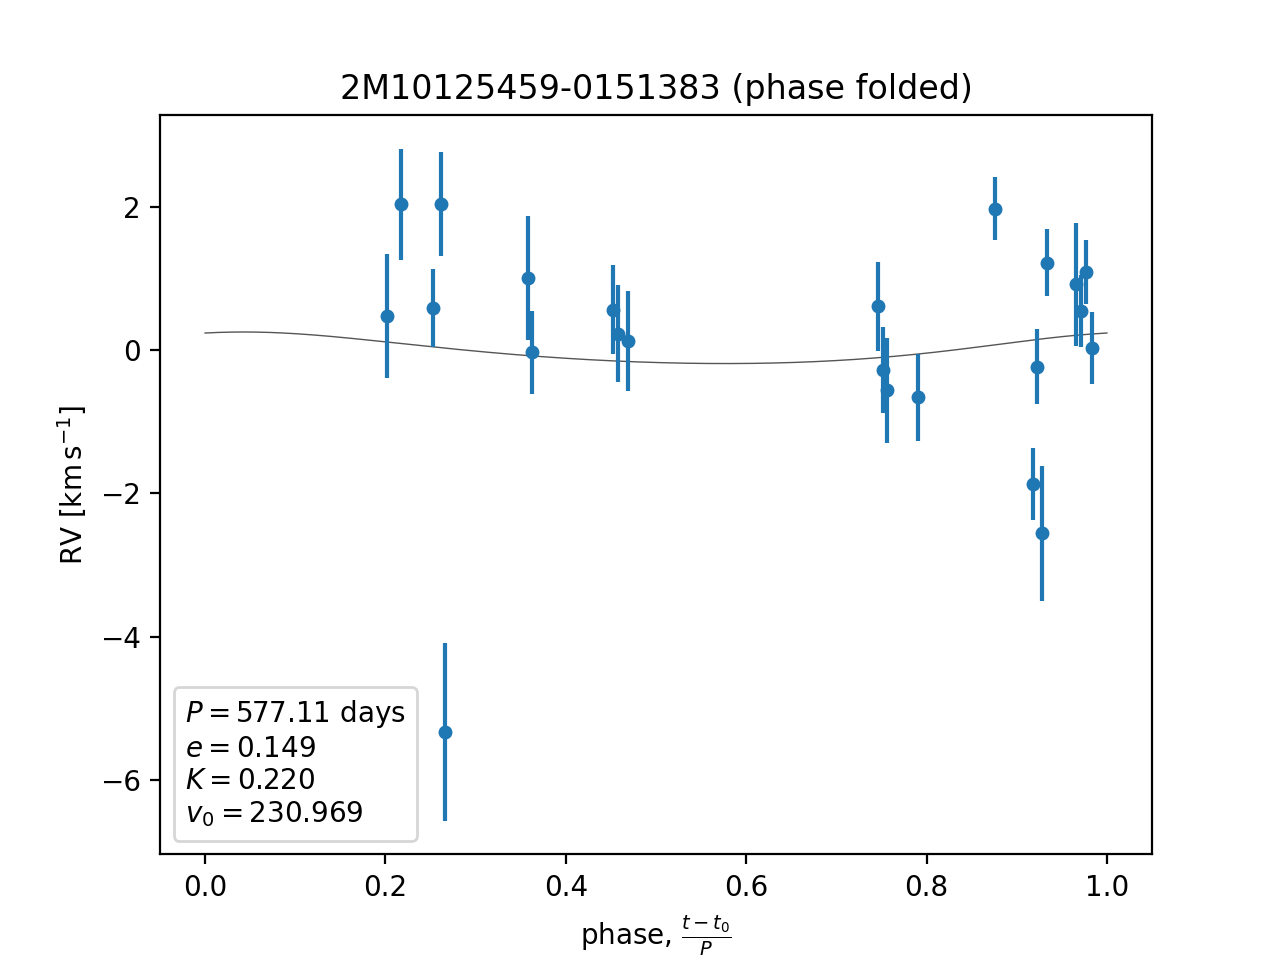 2M10125459-0151383 (phase folded)
RV [km s⁻¹]
2
0
−2
−4
−6
P = 577.11 days
e = 0.149
K = 0.220
v₀ = 230.969
0.0 0.2 0.4 0.6 0.8 1.0
phase, (t − t₀)/P